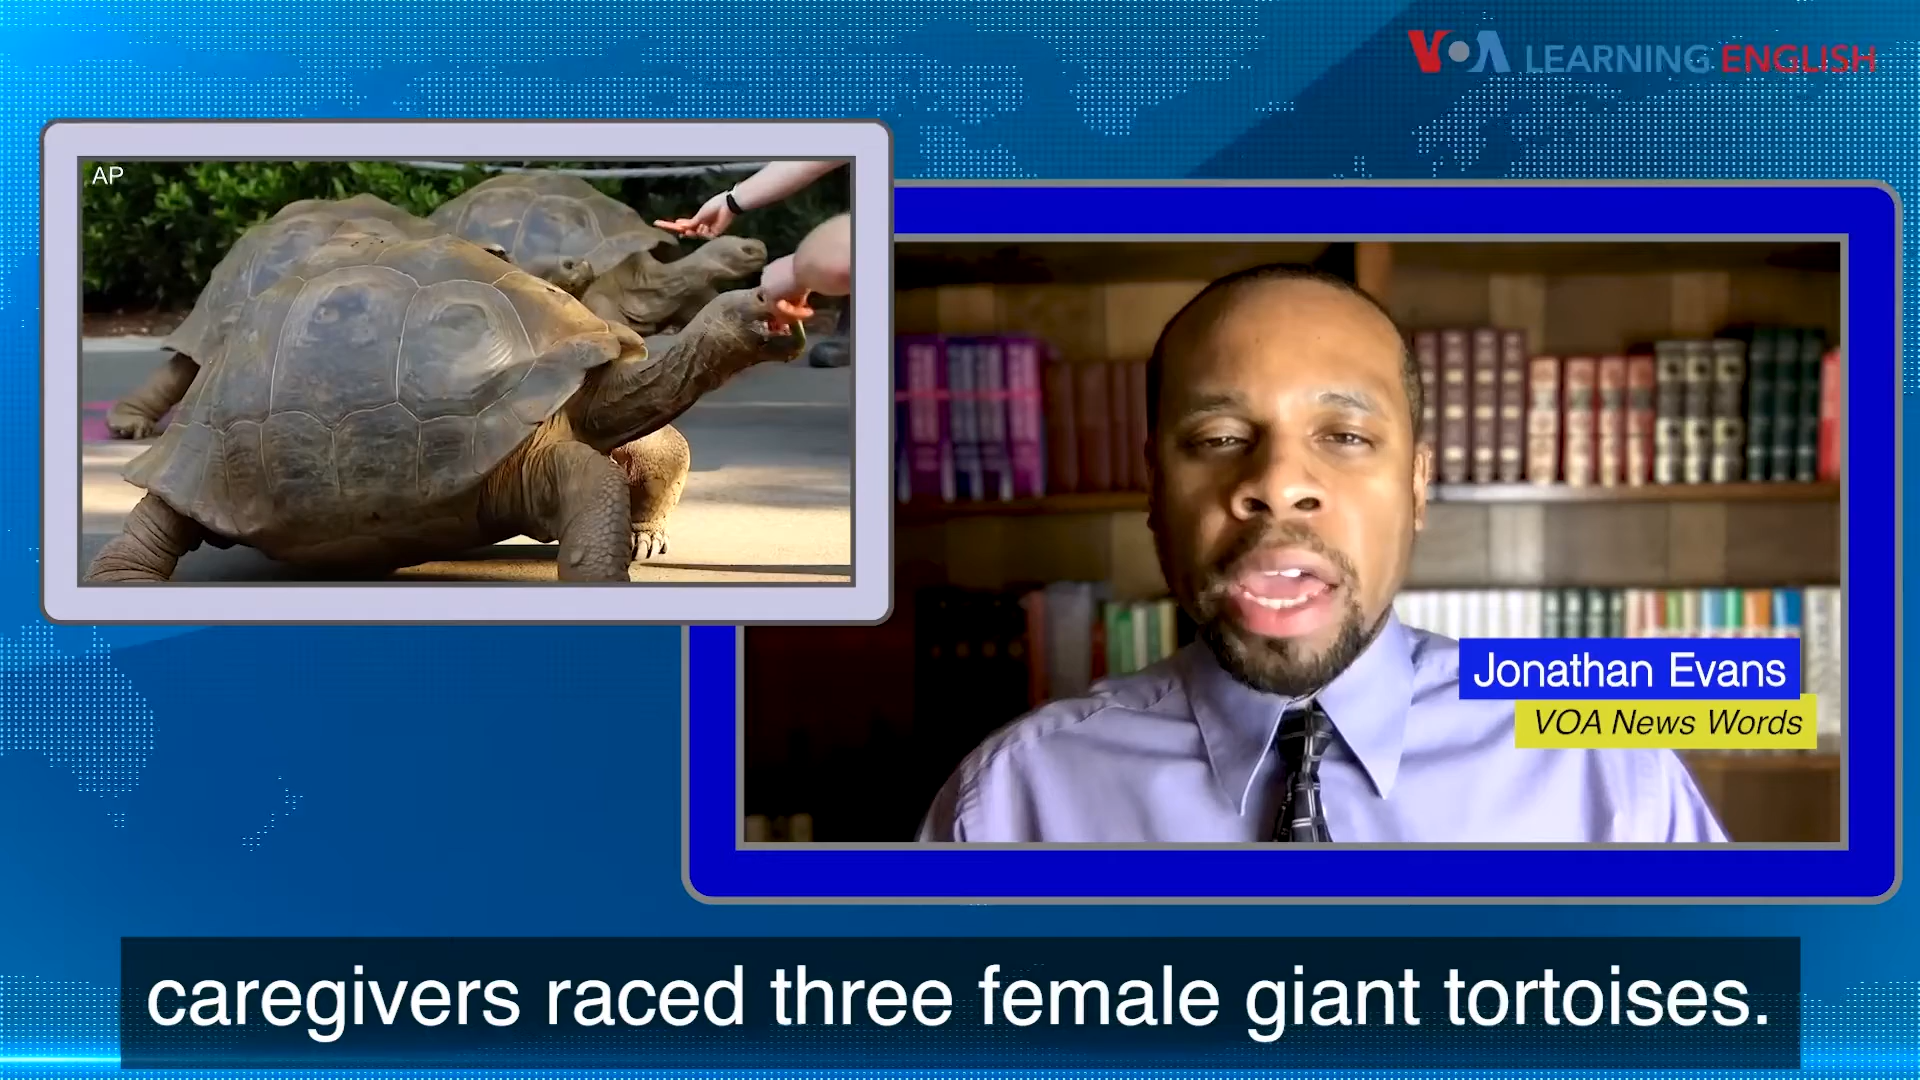 VOA LEARNING ENGLISH
AP
Jonathan Evans
VOA News Words
caregivers raced three female giant tortoises.